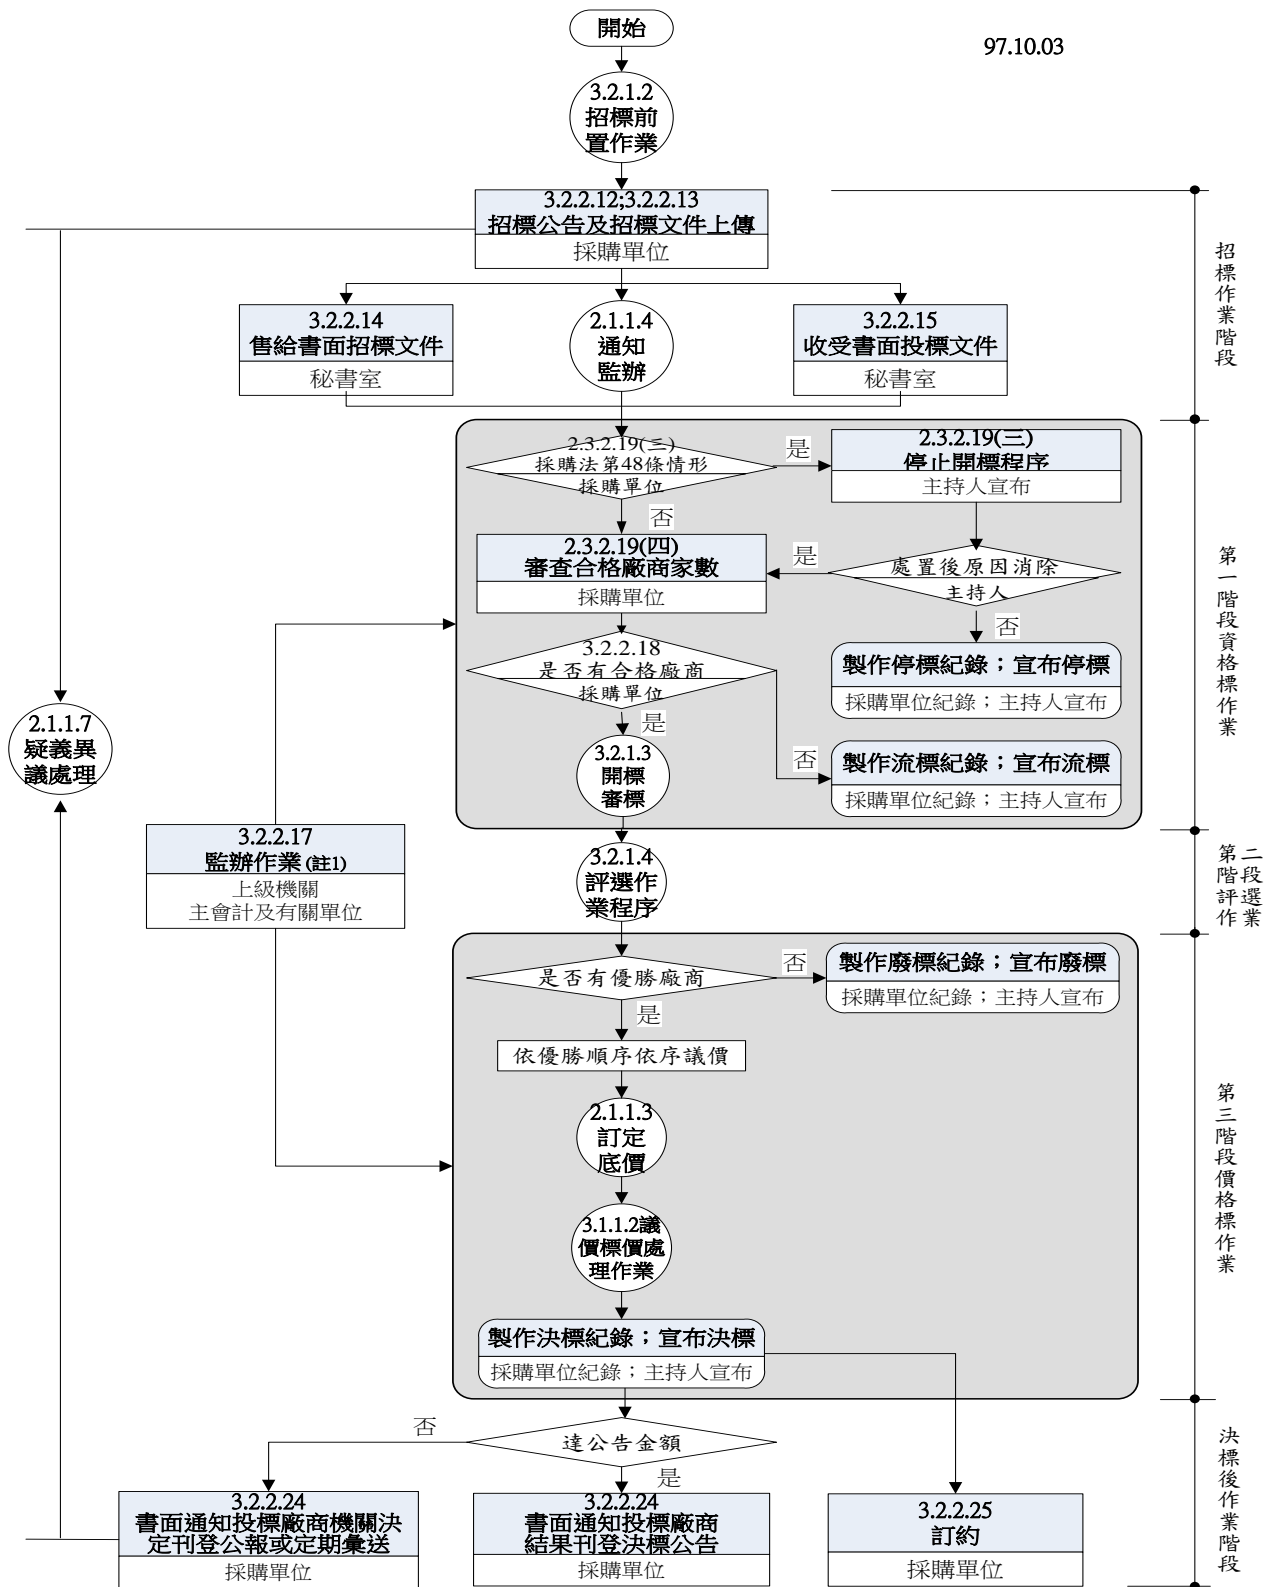 開始
97.10.03
3.2.1.2
招標前
置作業
3.2.2.12;3.2.2.13
招標公告及招標文件上傳
採購單位
招標作業階段
3.2.2.14
售給書面招標文件
秘書室
2.1.1.4
通知
監辦
3.2.2.15
收受書面投標文件
秘書室
2.3.2.19(三)
採購法第48條情形
採購單位
是
2.3.2.19(三)
停止開標程序
主持人宣布
否
2.3.2.19(四)
審查合格廠商家數
採購單位
是
處置後原因消除
主持人
否
第一階段資格標作業
3.2.2.18
是否有合格廠商
採購單位
製作停標紀錄；宣布停標
採購單位紀錄；主持人宣布
是
否
2.1.1.7
疑義異
議處理
3.2.1.3
開標
審標
製作流標紀錄；宣布流標
採購單位紀錄；主持人宣布
3.2.2.17
監辦作業(註1)
上級機關
主會計及有關單位
3.2.1.4
評選作
業程序
第二
階段
評選
作業
是否有優勝廠商
否
製作廢標紀錄；宣布廢標
採購單位紀錄；主持人宣布
是
依優勝順序依序議價
2.1.1.3
訂定
底價
第三階段價格標作業
3.1.1.2議
價標價處
理作業
製作決標紀錄；宣布決標
採購單位紀錄；主持人宣布
否
達公告金額
是
決標後作業階段
3.2.2.24
書面通知投標廠商機關決
定刊登公報或定期彙送
採購單位
3.2.2.24
書面通知投標廠商
結果刊登決標公告
採購單位
3.2.2.25
訂約
採購單位